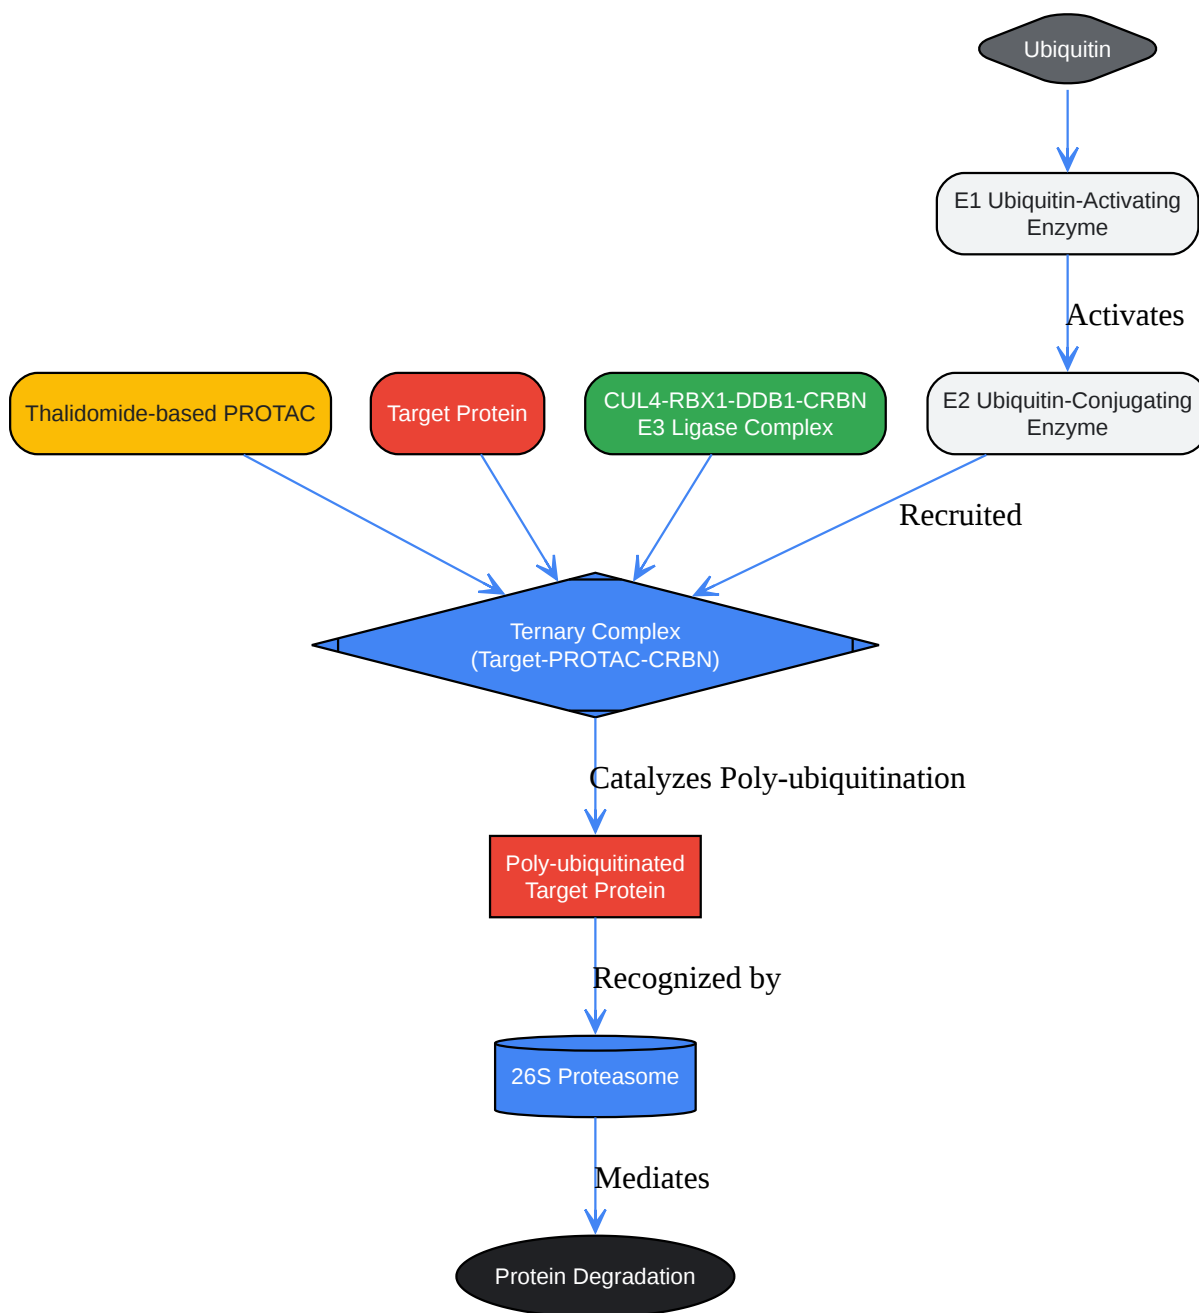 Ubiquitin
E1 Ubiquitin-Activating
Enzyme
Activates
Thalidomide-based PROTAC
Target Protein
CUL4-RBX1-DDB1-CRBN
E3 Ligase Complex
E2 Ubiquitin-Conjugating
Enzyme
Recruited
Ternary Complex
(Target-PROTAC-CRBN)
Catalyzes Poly-ubiquitination
Poly-ubiquitinated
Target Protein
Recognized by
26S Proteasome
Mediates
Protein Degradation